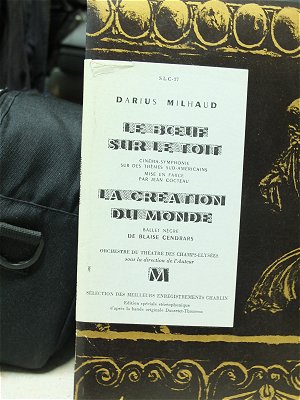 SLC-17
DARIUS MILHAUD
LE BŒUF
SUR LE TOIT
CINÉMA-SYMPHONIE
SUR DES THÈMES SUD-AMÉRICAINS
MISE EN FARCE
PAR JEAN COCTEAU
LA CRÉATION
DU MONDE
BALLET NÈGRE
DE BLAISE CENDRARS
ORCHESTRE DU THÉATRE DES CHAMPS-ÉLYSÉES
sous la direction de l'Auteur
M
SÉLECTION DES MEILLEURS ENREGISTREMENTS CHARLIN
Edition spéciale stéréophonique
d'après la bande originale Ducretet-Thomson